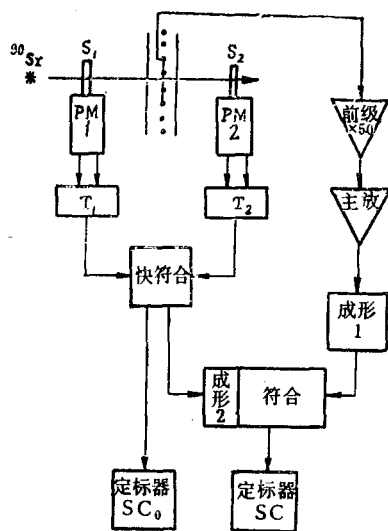 ⁹⁰Sr
S₁
S₂
PM
1
PM
2
前级
×50
T₁
T₂
主放
快符合
成形
1
成形
2
符合
定标器
SC₀
定标器
SC